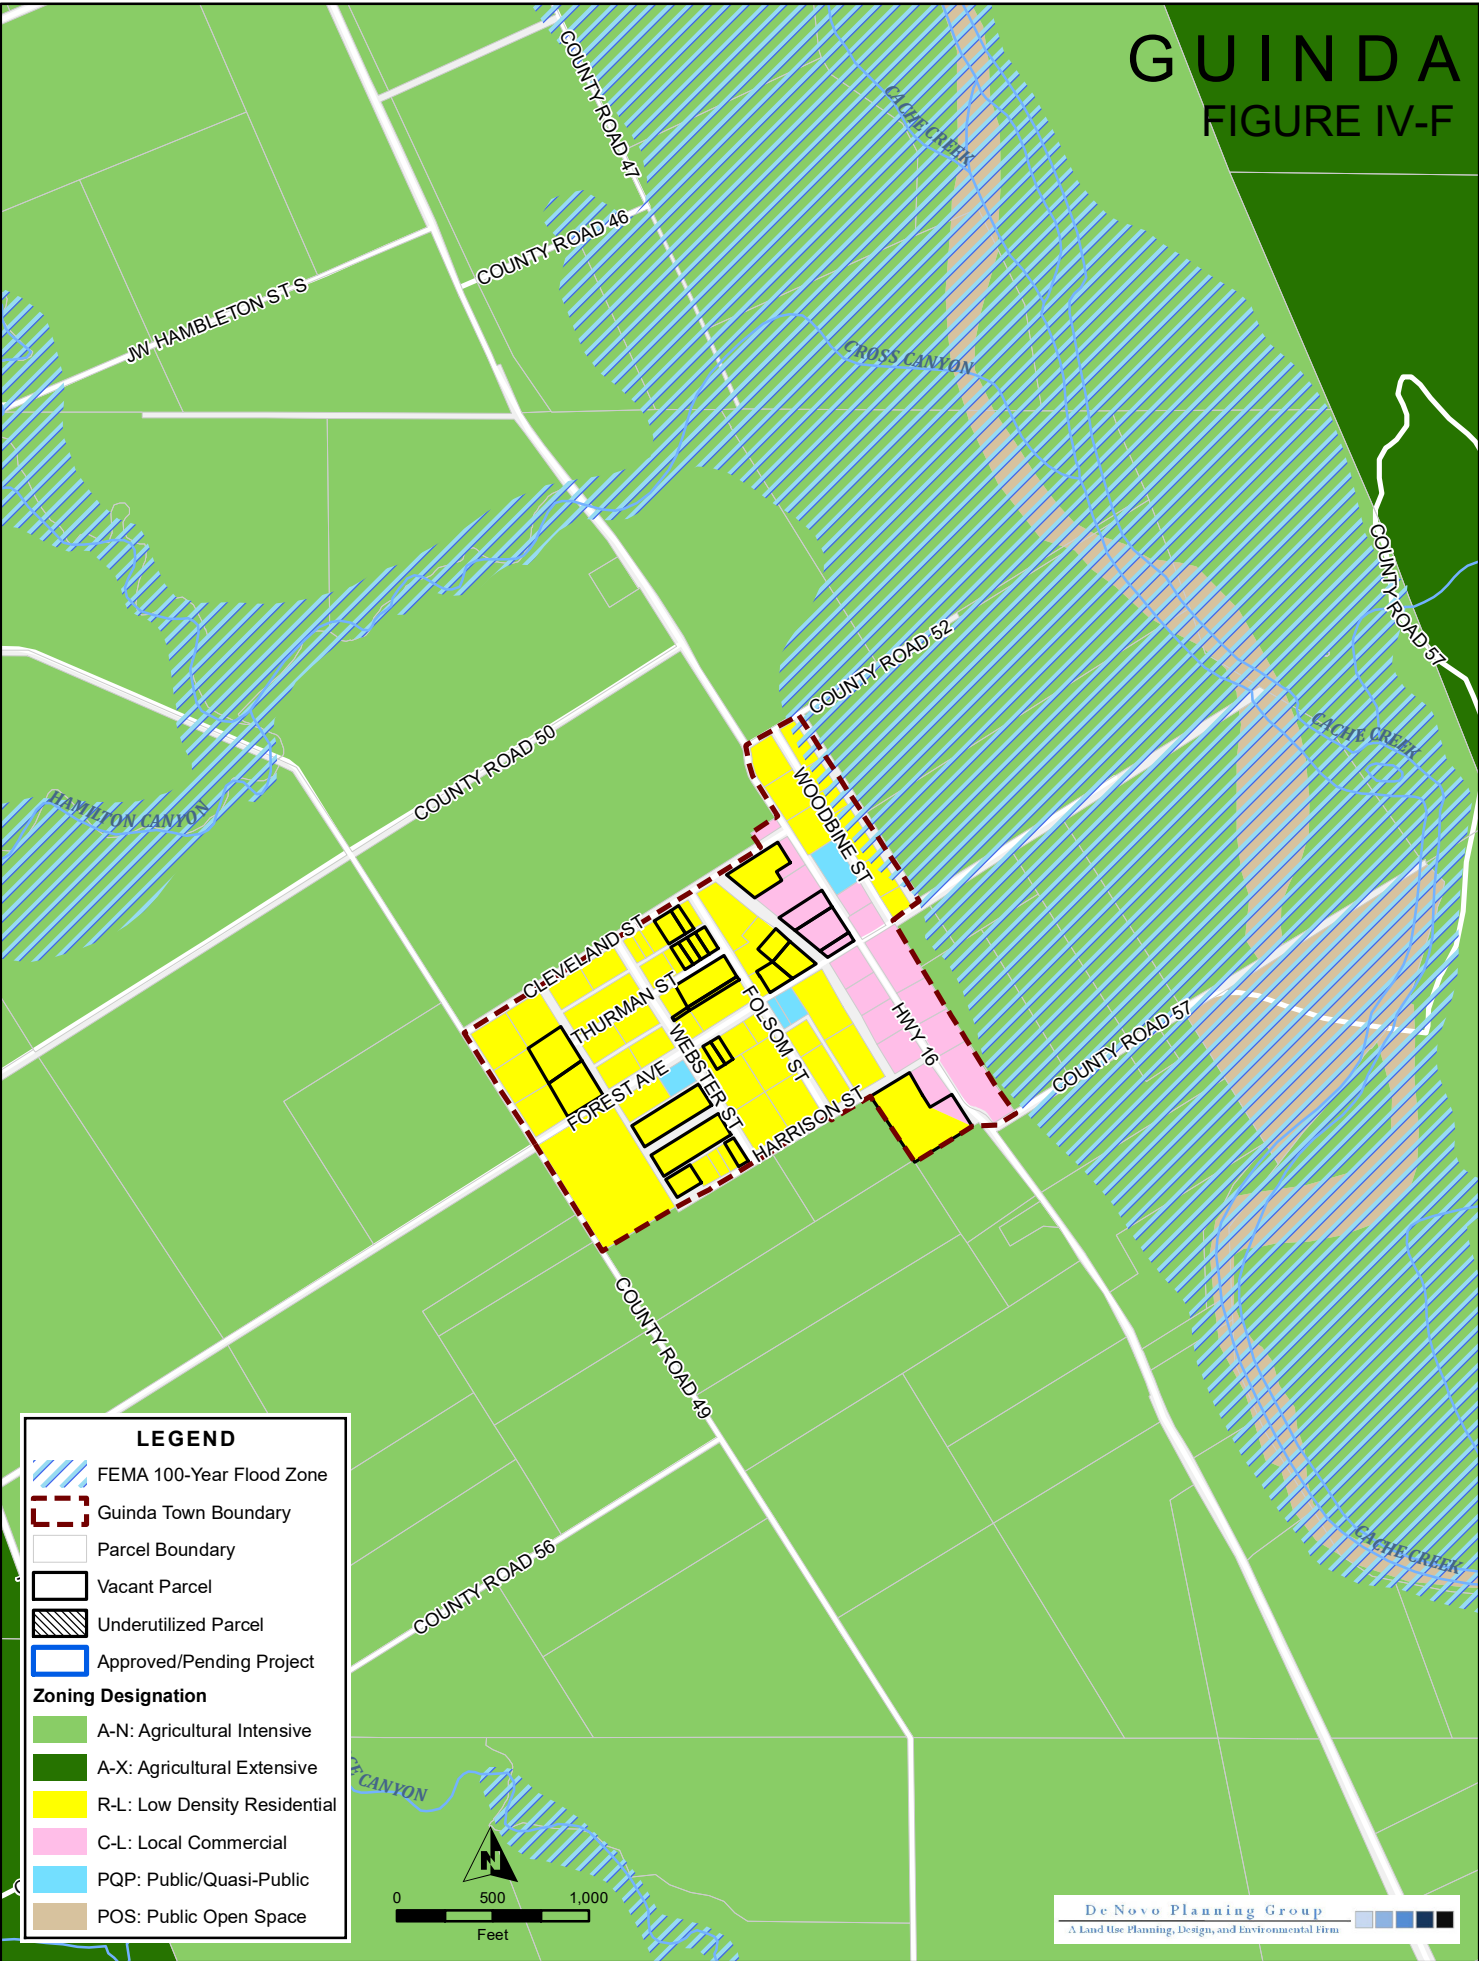 GUINDA
FIGURE IV-F
COUNTY ROAD 47
CACHE CREEK
COUNTY ROAD 46
JW HAMBLETON ST S
CROSS CANYON
COUNTY ROAD 57
COUNTY ROAD 52
CACHE CREEK
COUNTY ROAD 50
HAMILTON CANYON
WOODBINE ST
CLEVELAND ST
THURMAN ST
FOLSOM ST
HWY 16
WEBSTER ST
FOREST AVE
HARRISON ST
COUNTY ROAD 57
COUNTY ROAD 49
COUNTY ROAD 56
CACHE CREEK
CANYON
LEGEND
FEMA 100-Year Flood Zone
Guinda Town Boundary
Parcel Boundary
Vacant Parcel
Underutilized Parcel
Approved/Pending Project
Zoning Designation
A-N: Agricultural Intensive
A-X: Agricultural Extensive
R-L: Low Density Residential
C-L: Local Commercial
PQP: Public/Quasi-Public
POS: Public Open Space
N
0 500 1,000
Feet
De Novo Planning Group
A Land Use Planning, Design, and Environmental Firm